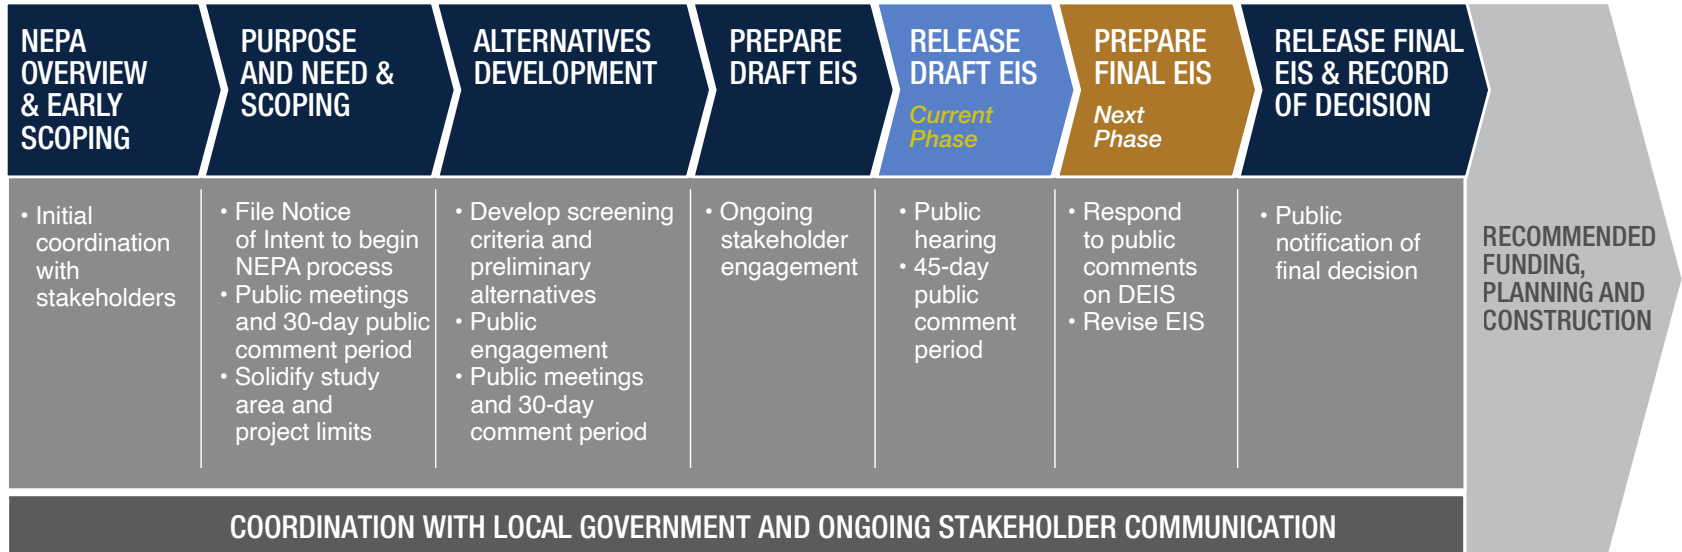 NEPA
OVERVIEW
& EARLY
SCOPING
PURPOSE
AND NEED &
SCOPING
ALTERNATIVES
DEVELOPMENT
PREPARE
DRAFT EIS
RELEASE
DRAFT EIS
Current
Phase
PREPARE
FINAL EIS
Next
Phase
RELEASE FINAL
EIS & RECORD
OF DECISION
• Initial
coordination
with
stakeholders
• File Notice
of Intent to begin
NEPA process
• Public meetings
and 30-day public
comment period
• Solidify study
area and
project limits
• Develop screening
criteria and
preliminary
alternatives
• Public
engagement
• Public meetings
and 30-day
comment period
• Ongoing
stakeholder
engagement
• Public
hearing
• 45-day
public
comment
period
• Respond
to public
comments
on DEIS
• Revise EIS
• Public
notification of
final decision
RECOMMENDED
FUNDING,
PLANNING AND
CONSTRUCTION
COORDINATION WITH LOCAL GOVERNMENT AND ONGOING STAKEHOLDER COMMUNICATION